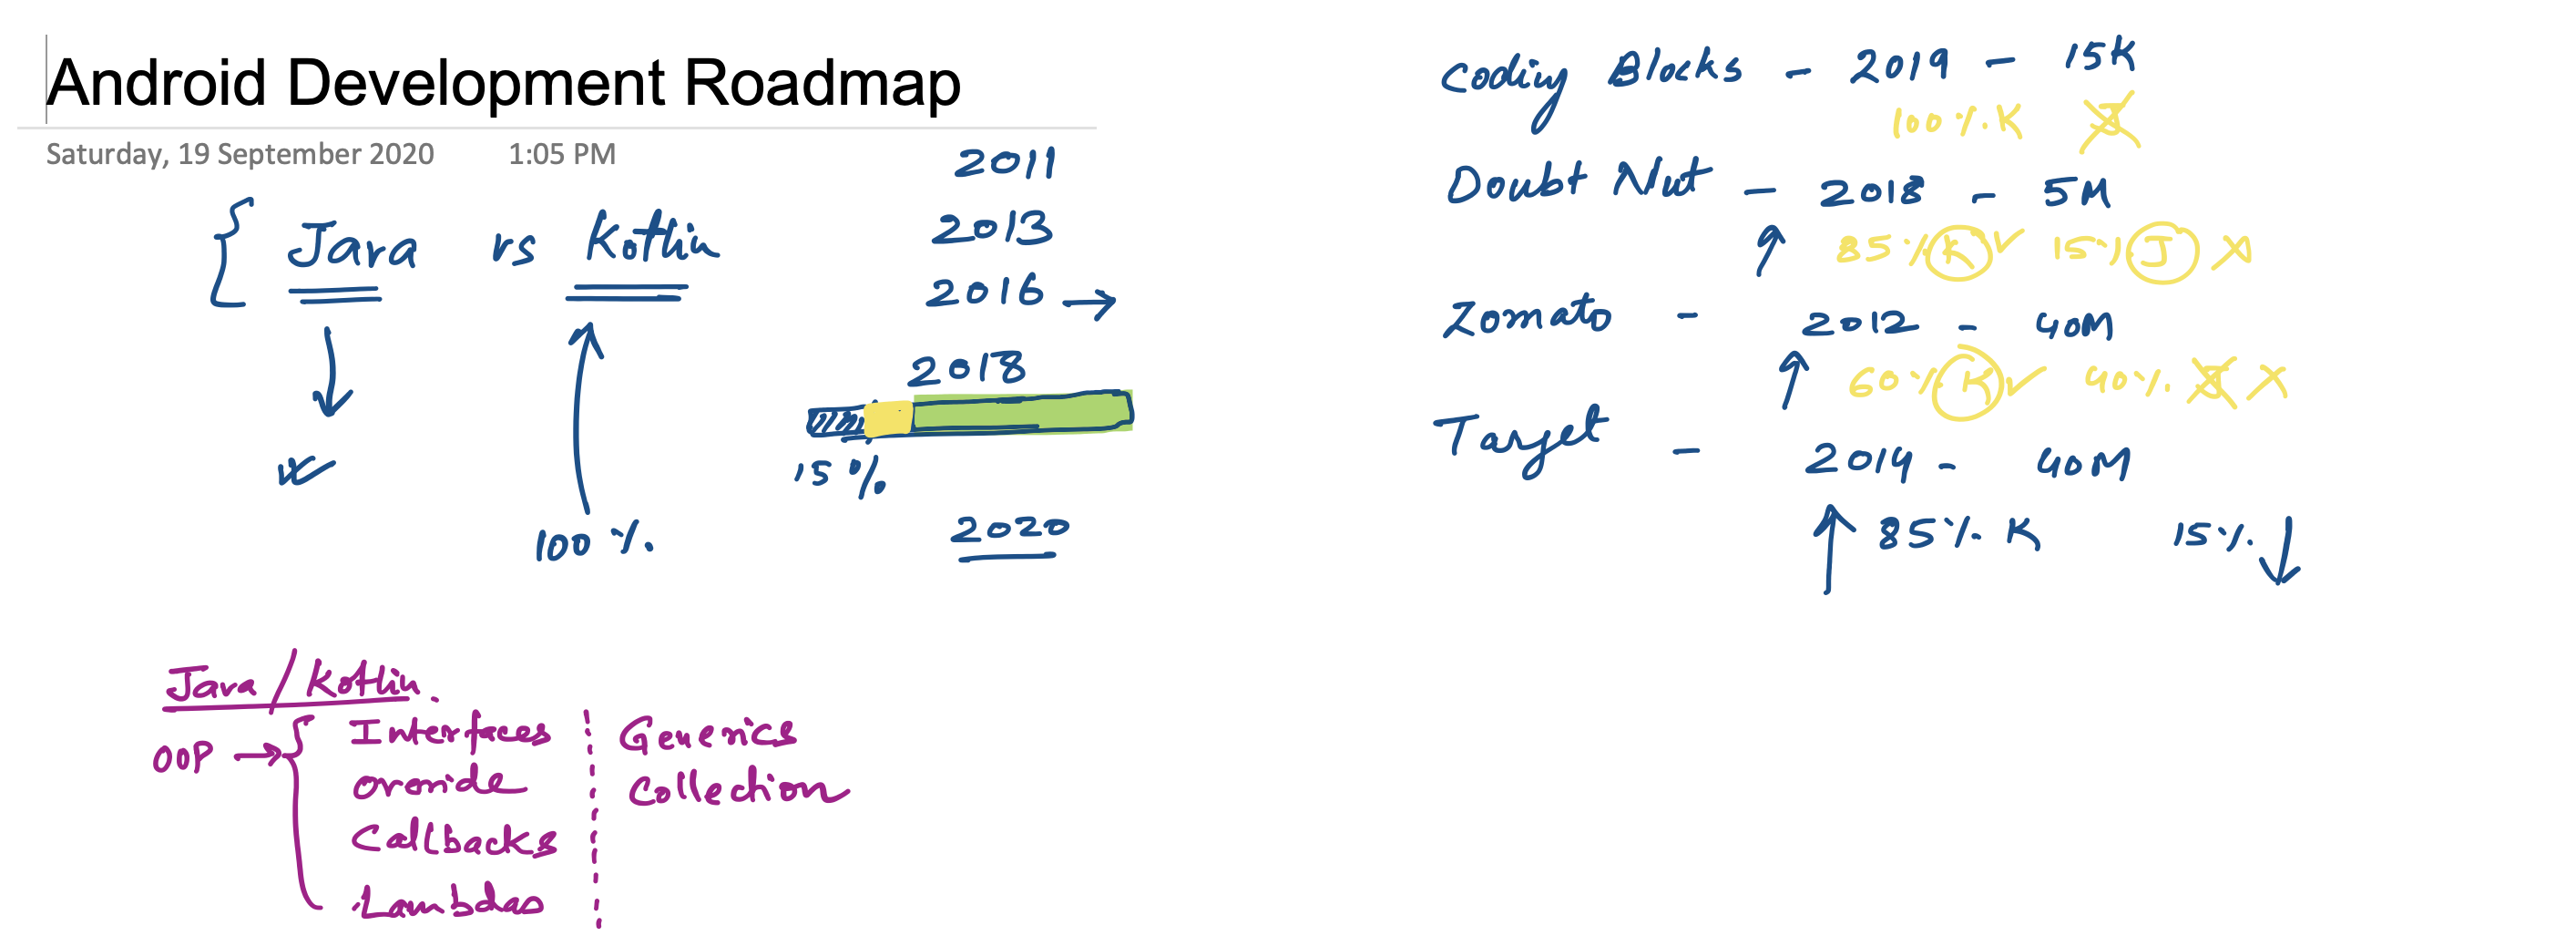 Android Development Roadmap
Saturday, 19 September 2020 1:05 PM
Java vs Kotlin
100 %.
2011
2013
2016 →
2018
15 %
2020
Coding Blocks - 2019 - 15K
100 %. K J
Doubt Nut - 2018 - 5M
↑ 85 % K ✓ 15 % J X
Zomato - 2012 - 40M
↑ 60 % K ✓ 40 %. J X
Target - 2014 - 40M
↑ 85 %. K 15 %. ↓
Java / Kotlin.
OOP → { Interfaces
Override
Callbacks
Lambdas
Generics
Collection